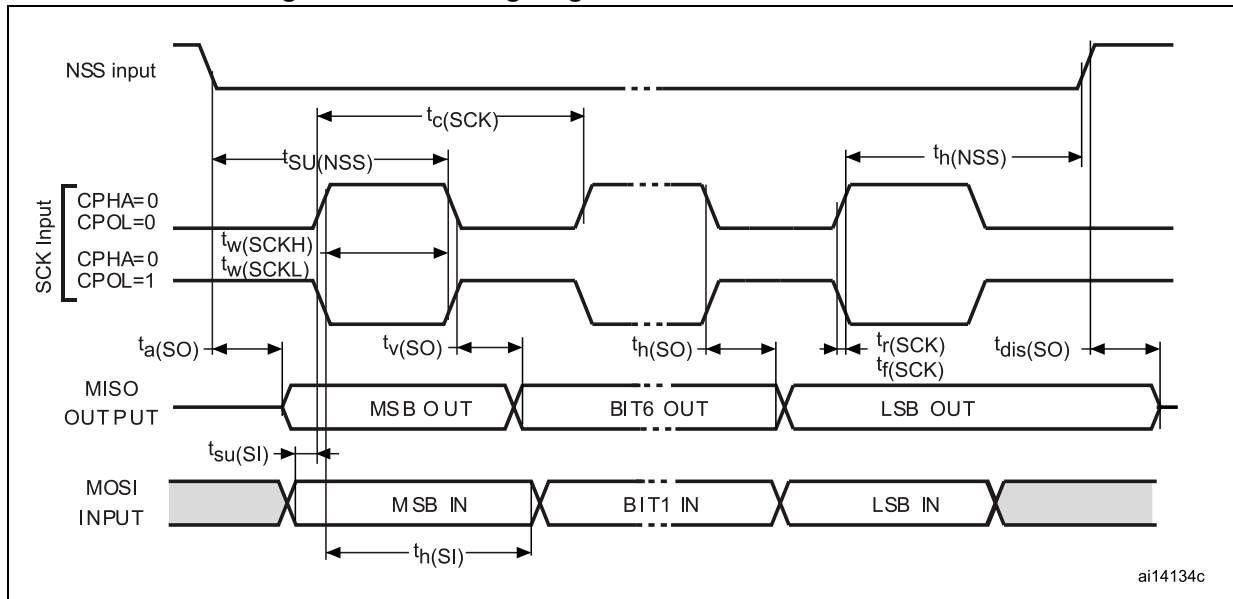 NSS input
tc(SCK)
tSU(NSS)
th(NSS)
SCK Input
CPHA=0
CPOL=0
tw(SCKH)
CPHA=0
tw(SCKL)
CPOL=1
ta(SO)
tv(SO)
th(SO)
tr(SCK)
tf(SCK)
tdis(SO)
MISO
OUTPUT
MSB OUT
BIT6 OUT
LSB OUT
tsu(SI)
MOSI
INPUT
MSB IN
BIT1 IN
LSB IN
th(SI)
ai14134c